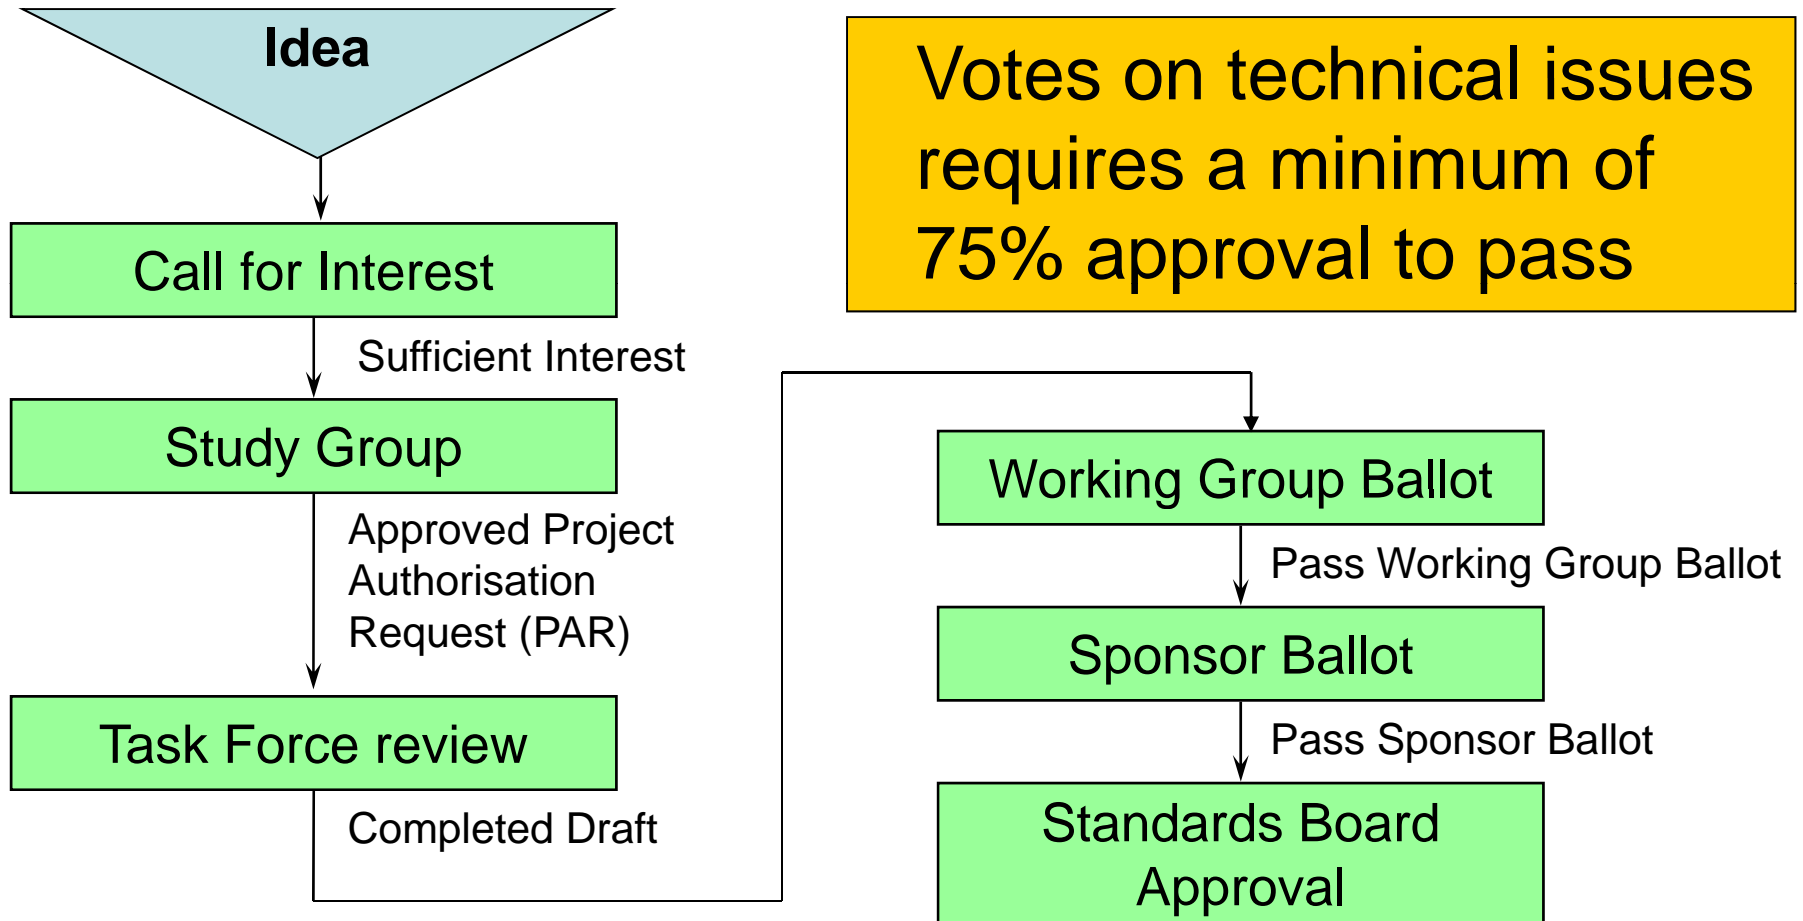 Idea
Votes on technical issues
requires a minimum of
75% approval to pass
Call for Interest
Sufficient Interest
Study Group
Approved Project
Authorisation
Request (PAR)
Task Force review
Completed Draft
Working Group Ballot
Pass Working Group Ballot
Sponsor Ballot
Pass Sponsor Ballot
Standards Board
Approval